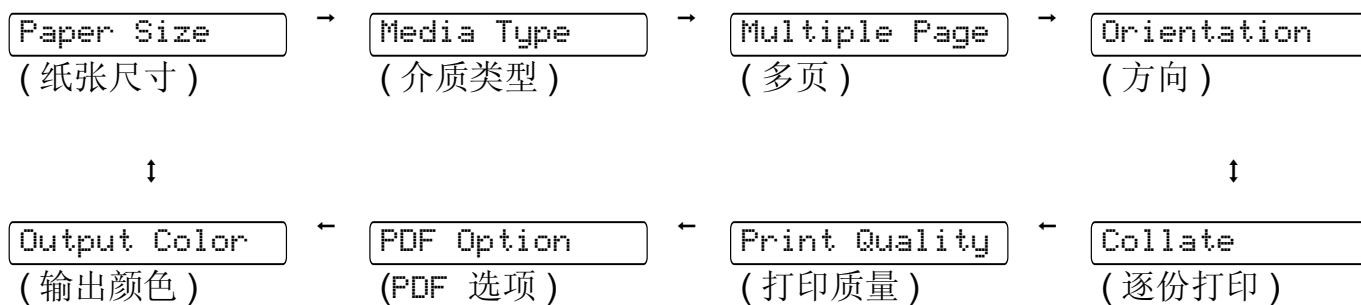 Paper Size → Media Type → Multiple Page → Orientation
(纸张尺寸) (介质类型) (多页) (方向)
↕ ↕
Output Color ← PDF Option ← Print Quality ← Collate
(输出颜色) (PDF 选项) (打印质量) (逐份打印)